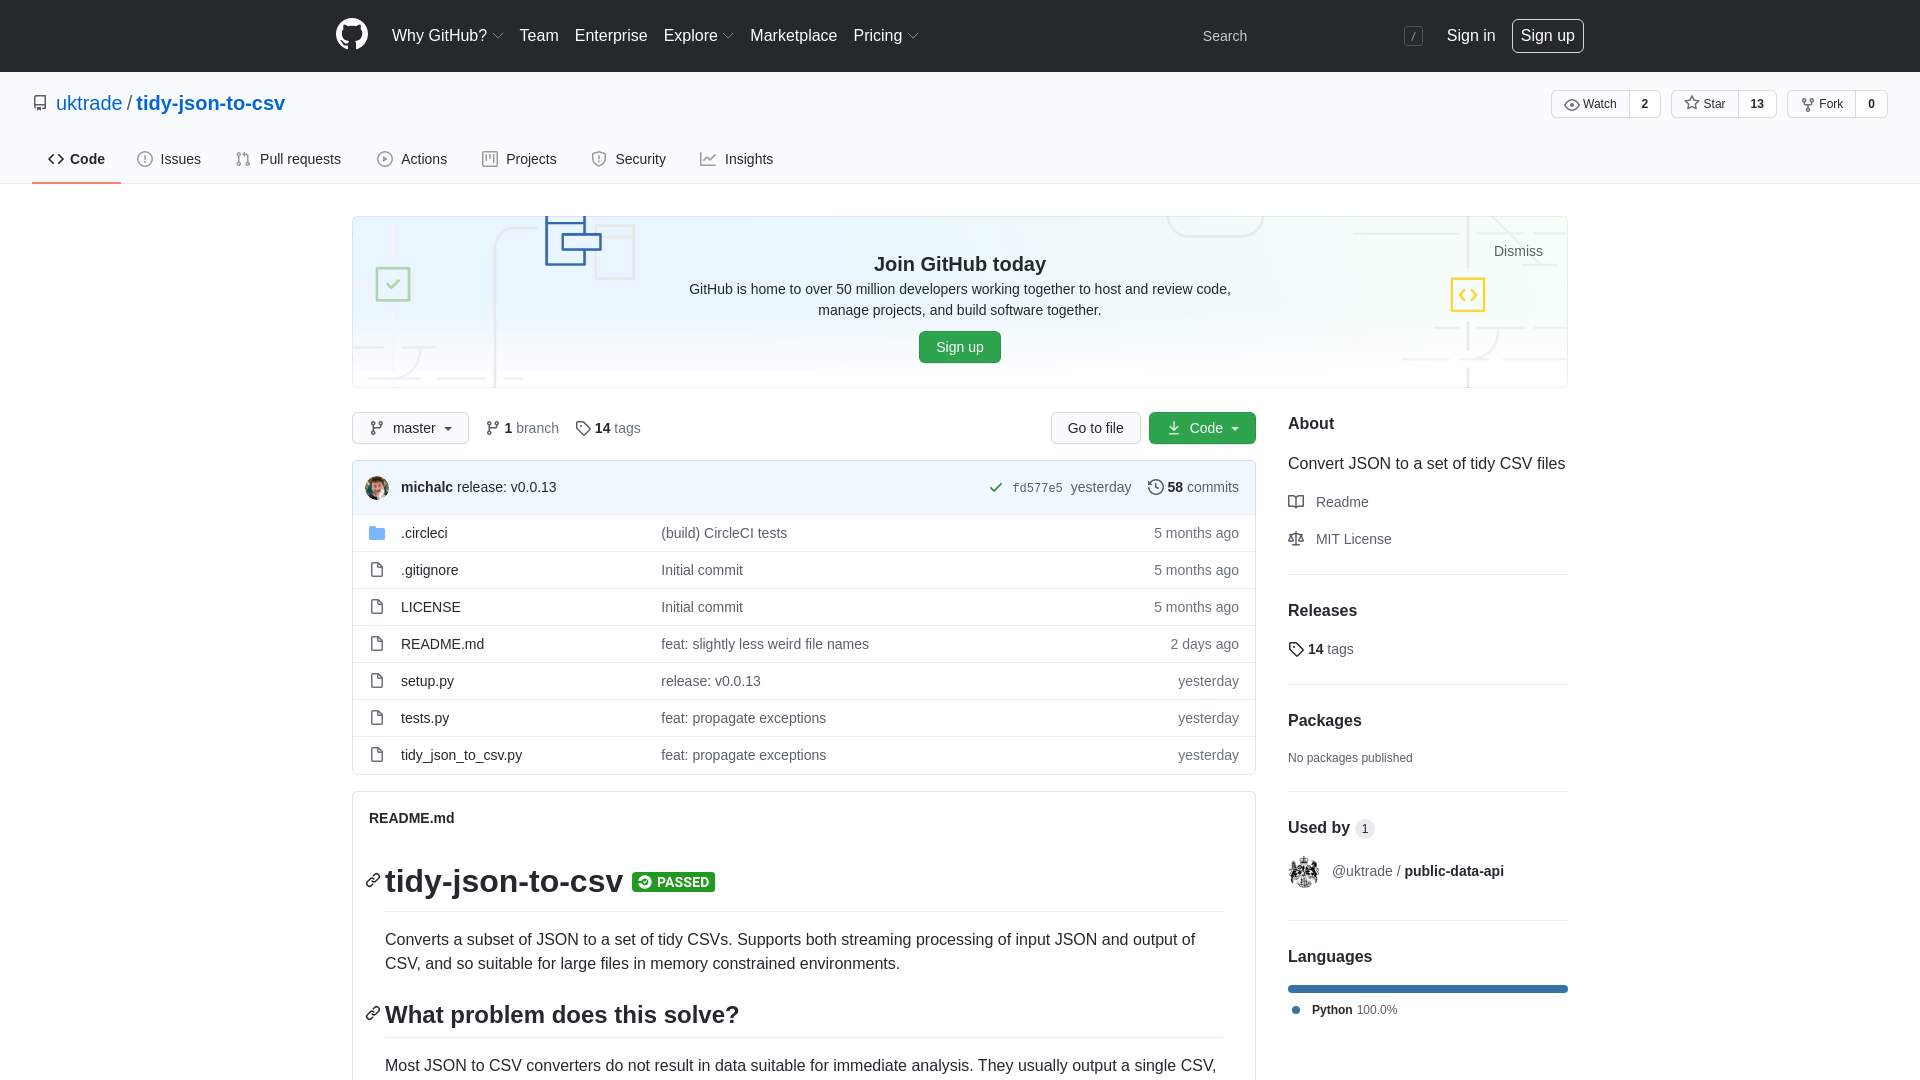 Why GitHub?
Team
Enterprise
Explore
Marketplace
Pricing
Search
/
Sign in
Sign up
uktrade / tidy-json-to-csv
Watch 2
Star 13
Fork 0
Code
Issues
Pull requests
Actions
Projects
Security
Insights
Dismiss
Join GitHub today
GitHub is home to over 50 million developers working together to host and review code,
manage projects, and build software together.
Sign up
master
1 branch
14 tags
Go to file
Code
michalc release: v0.0.13
fd577e5 yesterday
58 commits
.circleci (build) CircleCI tests 5 months ago
.gitignore Initial commit 5 months ago
LICENSE Initial commit 5 months ago
README.md feat: slightly less weird file names 2 days ago
setup.py release: v0.0.13 yesterday
tests.py feat: propagate exceptions yesterday
tidy_json_to_csv.py feat: propagate exceptions yesterday
README.md
tidy-json-to-csv PASSED
Converts a subset of JSON to a set of tidy CSVs. Supports both streaming processing of input JSON and output of
CSV, and so suitable for large files in memory constrained environments.
What problem does this solve?
Most JSON to CSV converters do not result in data suitable for immediate analysis. They usually output a single CSV,
About
Convert JSON to a set of tidy CSV files
Readme
MIT License
Releases
14 tags
Packages
No packages published
Used by 1
@uktrade / public-data-api
Languages
Python 100.0%